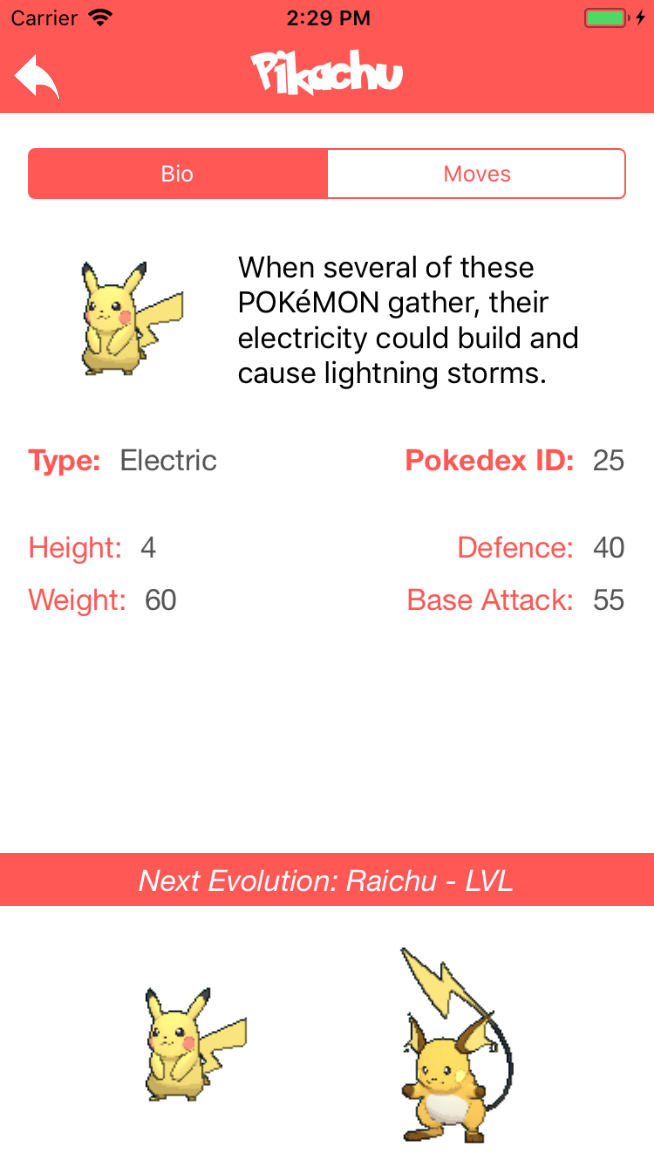 Carrier 2:29 PM
Pikachu
Bio Moves
When several of these
POKéMON gather, their
electricity could build and
cause lightning storms.
Type: Electric Pokedex ID: 25
Height: 4 Defence: 40
Weight: 60 Base Attack: 55
Next Evolution: Raichu - LVL